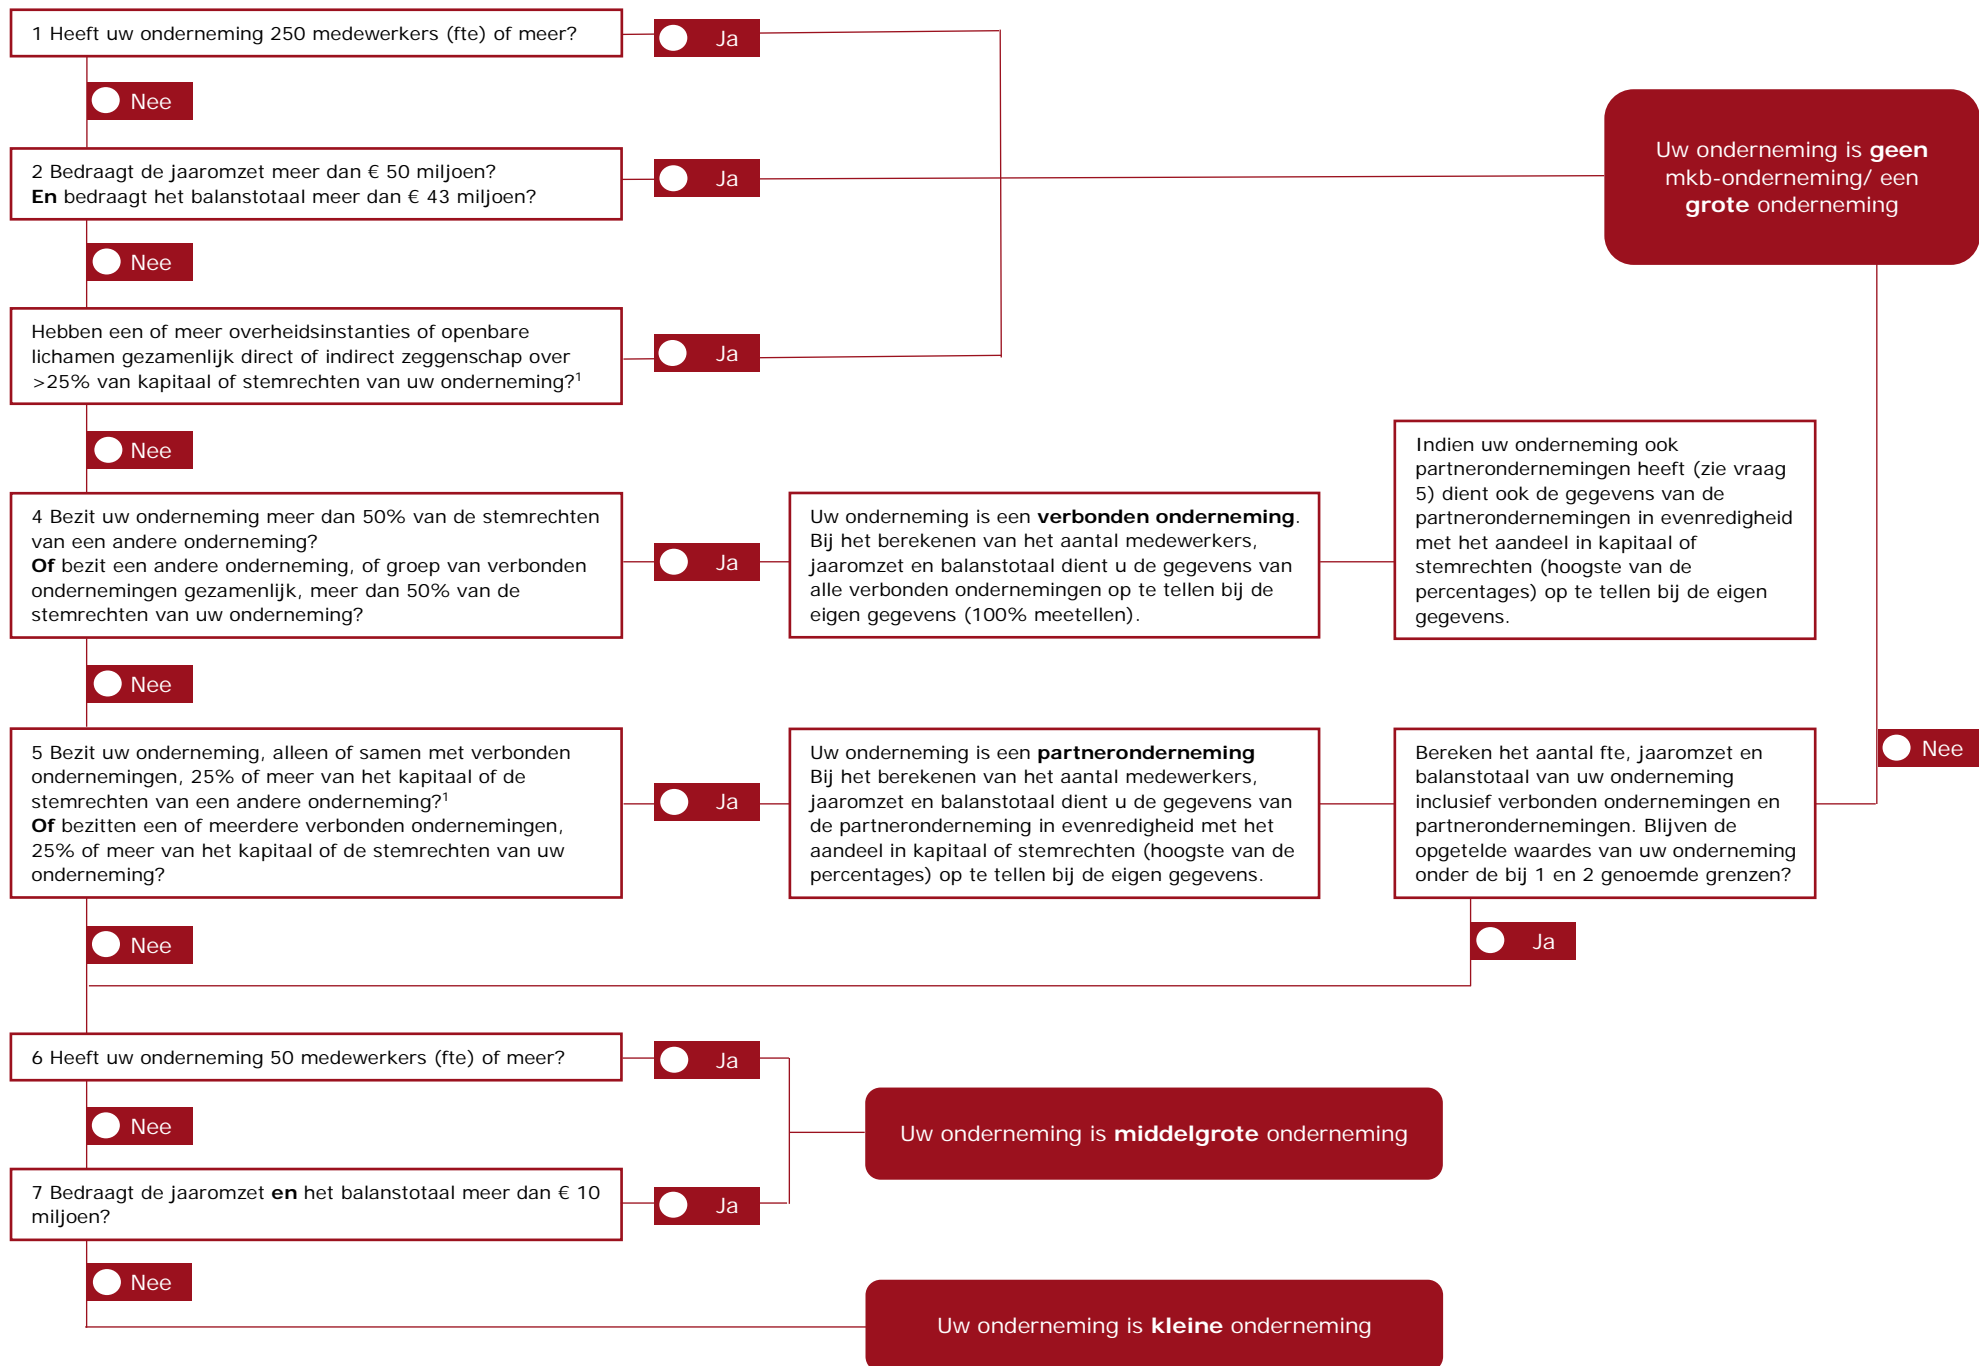 1 Heeft uw onderneming 250 medewerkers (fte) of meer?
Ja
Nee
2 Bedraagt de jaaromzet meer dan € 50 miljoen?
En bedraagt het balanstotaal meer dan € 43 miljoen?
Ja
Uw onderneming is geen
mkb-onderneming/ een
grote onderneming
Nee
Hebben een of meer overheidsinstanties of openbare
lichamen gezamenlijk direct of indirect zeggenschap over
>25% van kapitaal of stemrechten van uw onderneming?¹
Ja
Nee
4 Bezit uw onderneming meer dan 50% van de stemrechten
van een andere onderneming?
Of bezit een andere onderneming, of groep van verbonden
ondernemingen gezamenlijk, meer dan 50% van de
stemrechten van uw onderneming?
Ja
Uw onderneming is een verbonden onderneming.
Bij het berekenen van het aantal medewerkers,
jaaromzet en balanstotaal dient u de gegevens van
alle verbonden ondernemingen op te tellen bij de
eigen gegevens (100% meetellen).
Indien uw onderneming ook
partnerondernemingen heeft (zie vraag
5) dient ook de gegevens van de
partnerondernemingen in evenredigheid
met het aandeel in kapitaal of
stemrechten (hoogste van de
percentages) op te tellen bij de eigen
gegevens.
Nee
5 Bezit uw onderneming, alleen of samen met verbonden
ondernemingen, 25% of meer van het kapitaal of de
stemrechten van een andere onderneming?¹
Of bezitten een of meerdere verbonden ondernemingen,
25% of meer van het kapitaal of de stemrechten van uw
onderneming?
Ja
Uw onderneming is een partneronderneming
Bij het berekenen van het aantal medewerkers,
jaaromzet en balanstotaal dient u de gegevens van
de partneronderneming in evenredigheid met het
aandeel in kapitaal of stemrechten (hoogste van de
percentages) op te tellen bij de eigen gegevens.
Bereken het aantal fte, jaaromzet en
balanstotaal van uw onderneming
inclusief verbonden ondernemingen en
partnerondernemingen. Blijven de
opgetelde waardes van uw onderneming
onder de bij 1 en 2 genoemde grenzen?
Nee
Nee
Ja
6 Heeft uw onderneming 50 medewerkers (fte) of meer?
Ja
Nee
Uw onderneming is middelgrote onderneming
7 Bedraagt de jaaromzet en het balanstotaal meer dan € 10
miljoen?
Ja
Nee
Uw onderneming is kleine onderneming